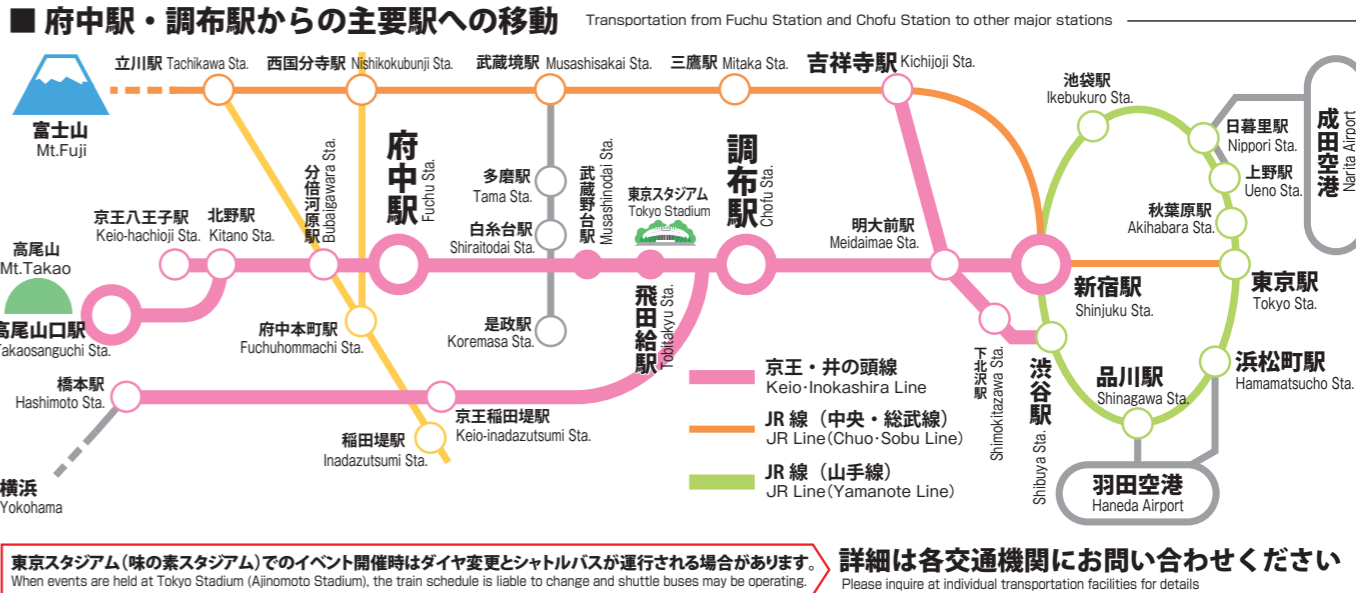 ■ 府中駅・調布駅からの主要駅への移動
Transportation from Fuchu Station and Chofu Station to other major stations
富士山
Mt.Fuji
立川駅 Tachikawa Sta.
西国分寺駅 Nishikokubunji Sta.
武蔵境駅 Musashisakai Sta.
三鷹駅 Mitaka Sta.
吉祥寺駅 Kichijoji Sta.
池袋駅
Ikebukuro Sta.
日暮里駅
Nippori Sta.
成田空港
Narita Airport
上野駅
Ueno Sta.
秋葉原駅
Akihabara Sta.
分倍河原駅
Bubaigawara Sta.
府中駅
Fuchu Sta.
多磨駅
Tama Sta.
白糸台駅
Shiraitodai Sta.
武蔵野台駅
Musashinodai Sta.
東京スタジアム
Tokyo Stadium
調布駅
Chofu Sta.
明大前駅
Meidaimae Sta.
京王八王子駅
Keio-hachioji Sta.
北野駅
Kitano Sta.
高尾山
Mt.Takao
高尾山口駅
Takaosanguchi Sta.
府中本町駅
Fuchuhommachi Sta.
是政駅
Koremasa Sta.
飛田給駅
Tobitakyu Sta.
新宿駅
Shinjuku Sta.
東京駅
Tokyo Sta.
橋本駅
Hashimoto Sta.
京王稲田堤駅
Keio-inadazutsumi Sta.
稲田堤駅
Inadazutsumi Sta.
横浜
Yokohama
下北沢駅
Shimokitazawa Sta.
渋谷駅
Shibuya Sta.
品川駅
Shinagawa Sta.
浜松町駅
Hamamatsucho Sta.
羽田空港
Haneda Airport
京王・井の頭線
Keio・Inokashira Line
JR 線（中央・総武線）
JR Line(Chuo・Sobu Line)
JR 線（山手線）
JR Line(Yamanote Line)
東京スタジアム（味の素スタジアム）でのイベント開催時はダイヤ変更とシャトルバスが運行される場合があります。
When events are held at Tokyo Stadium (Ajinomoto Stadium), the train schedule is liable to change and shuttle buses may be operating.
詳細は各交通機関にお問い合わせください
Please inquire at individual transportation facilities for details